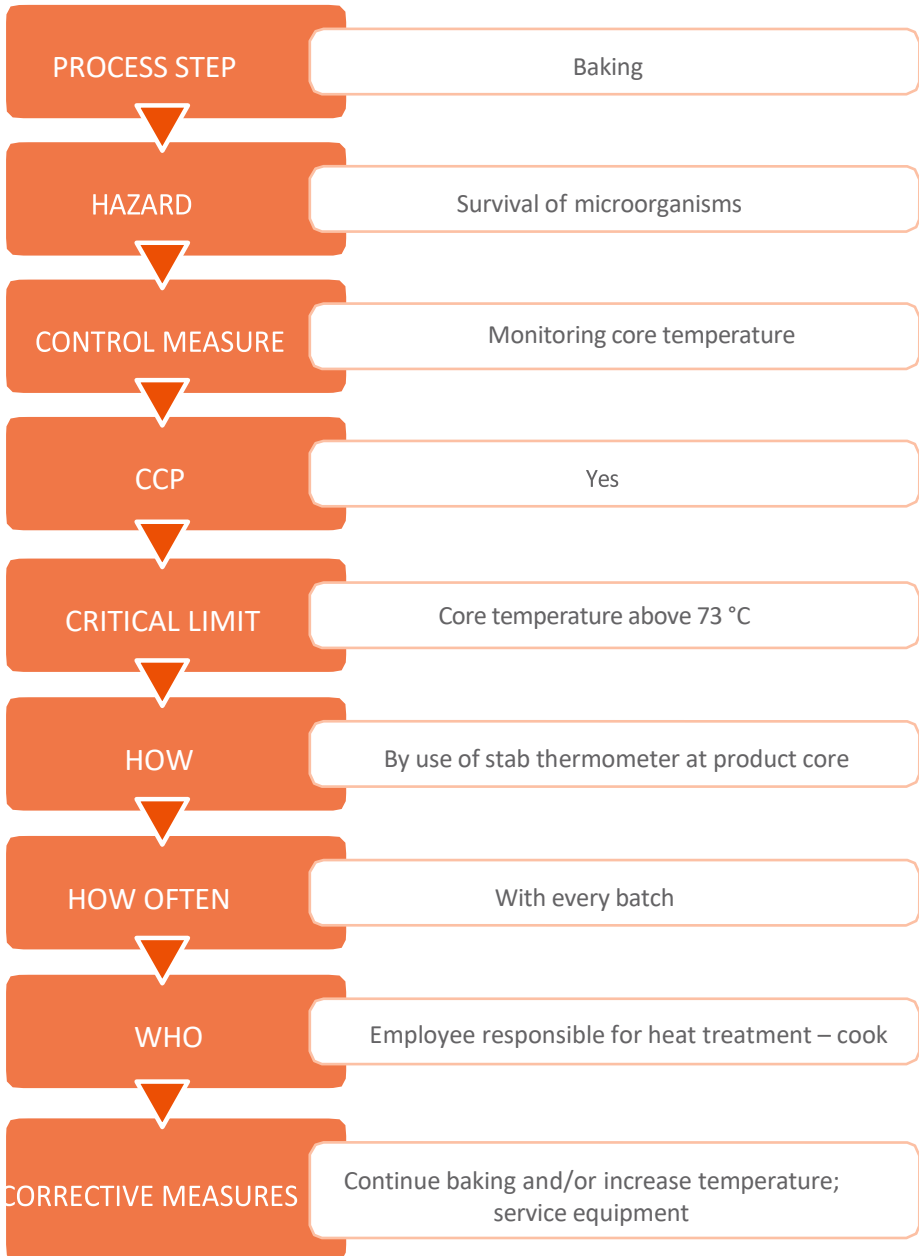 PROCESS STEP
Baking
HAZARD
Survival of microorganisms
CONTROL MEASURE
Monitoring core temperature
CCP
Yes
CRITICAL LIMIT
Core temperature above 73 °C
HOW
By use of stab thermometer at product core
HOW OFTEN
With every batch
WHO
Employee responsible for heat treatment – cook
CORRECTIVE MEASURES
Continue baking and/or increase temperature;
service equipment